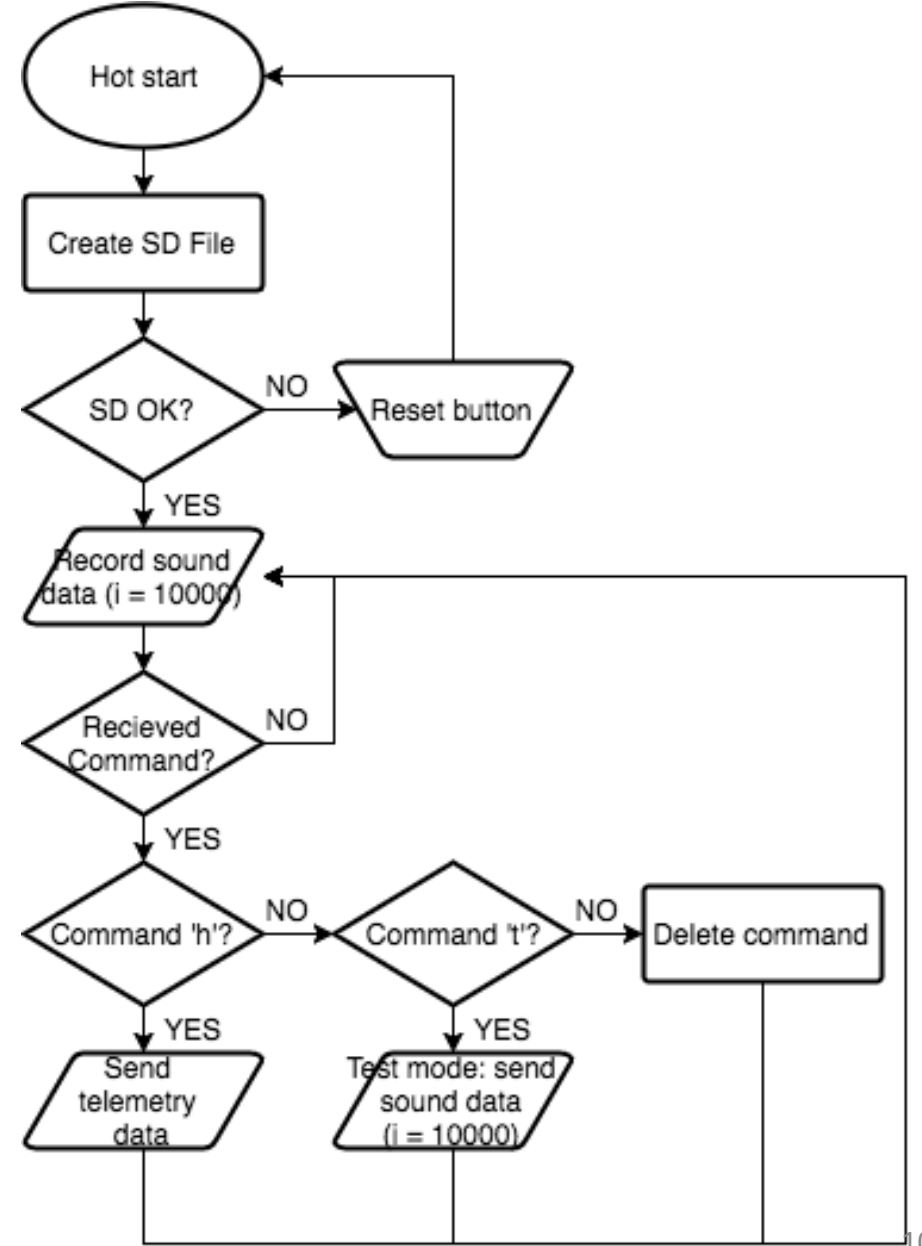 Hot start
Create SD File
SD OK?
NO
Reset button
YES
Record sound
data (i = 10000)
Recieved
Command?
NO
YES
Command 'h'?
NO
Command 't'?
NO
Delete command
YES
YES
Send
telemetry
data
Test mode: send
sound data
(i = 10000)